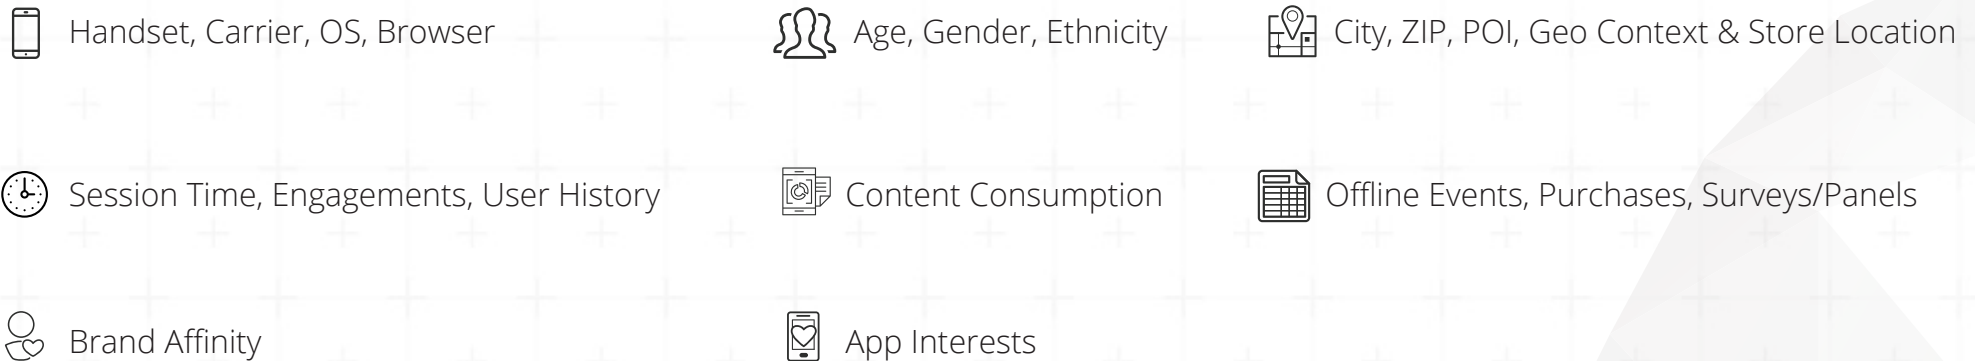 Handset, Carrier, OS, Browser
Age, Gender, Ethnicity
City, ZIP, POI, Geo Context & Store Location
Session Time, Engagements, User History
Content Consumption
Offline Events, Purchases, Surveys/Panels
Brand Affinity
App Interests